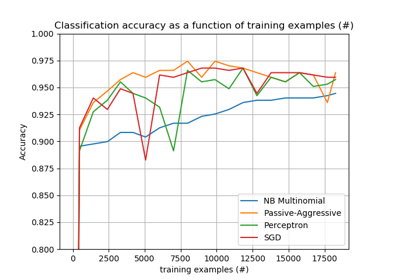 Classification accuracy as a function of training examples (#)
1.000
0.975
0.950
0.925
0.900
0.875
0.850
0.825
0.800
Accuracy
NB Multinomial
Passive-Aggressive
Perceptron
SGD
0 2500 5000 7500 10000 12500 15000 17500
training examples (#)